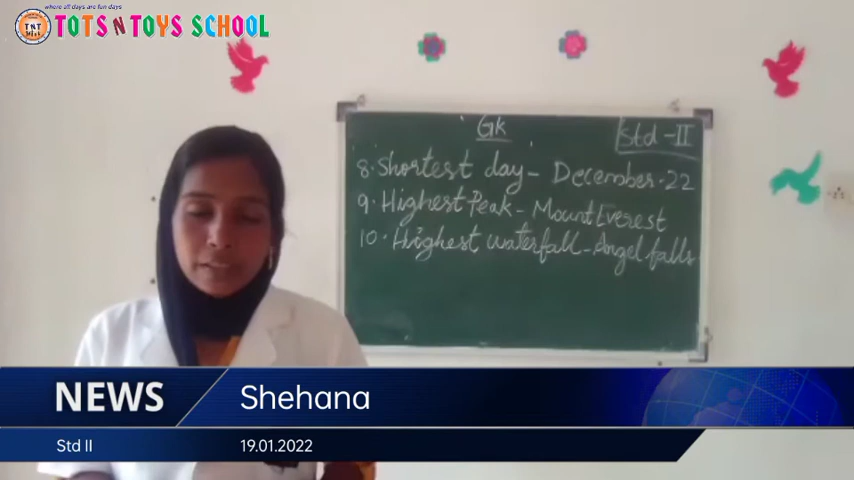 where all days are fun days
TNT
TOTS N TOYS SCHOOL
Gk
Std - II
8. Shortest day - December. 22
9. Highest Peak - Mount Everest
10. Highest waterfall - Angel falls
NEWS
Shehana
Std II
19.01.2022